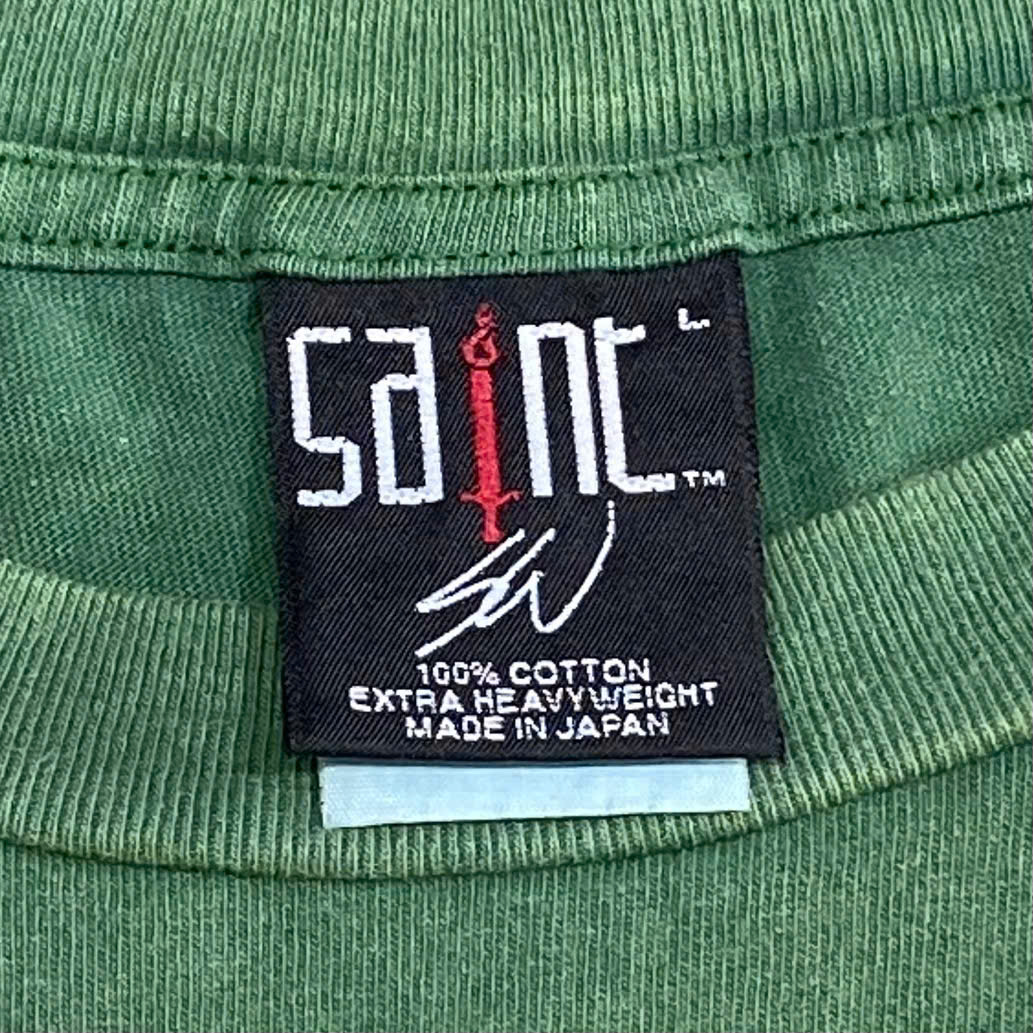 saint L
TM
100% COTTON
EXTRA HEAVYWEIGHT
MADE IN JAPAN